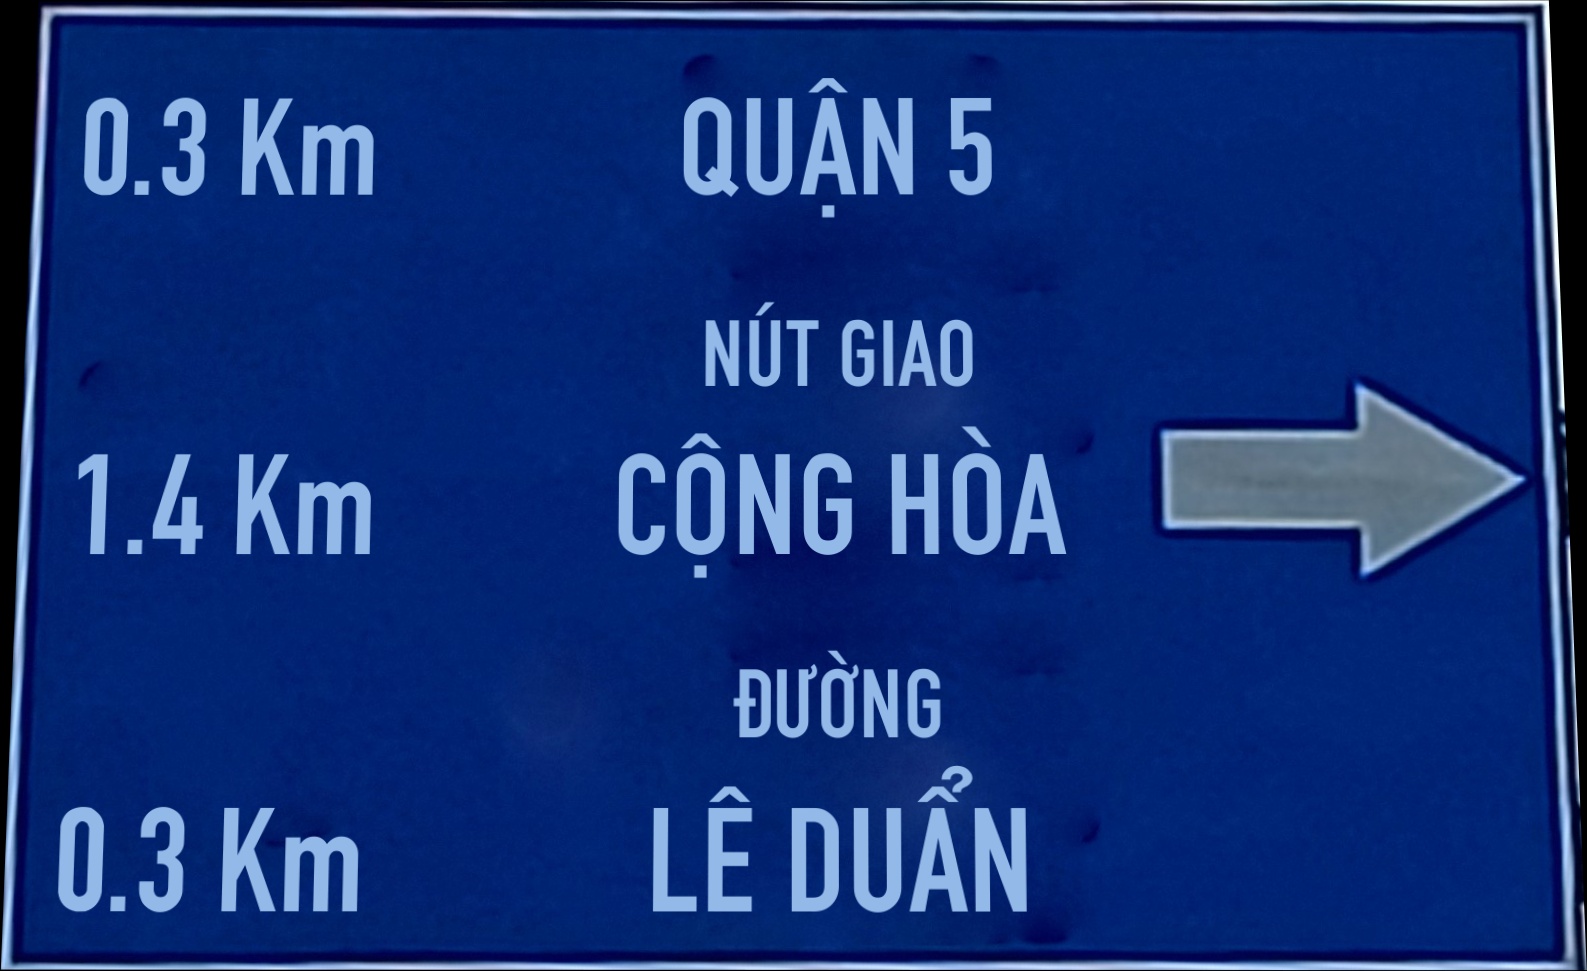 0.3 Km QUẬN 5
NÚT GIAO
1.4 Km CỘNG HÒA
ĐƯỜNG
0.3 Km LÊ DUẨN